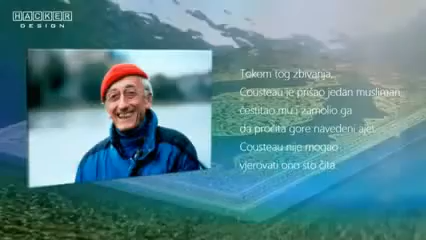 HACKER
DESIGN
Tokom tog zbivanja,
Cousteau je prišao jedan musliman,
čestitao mu i zamolio ga
da pročita gore navedeni ajet.
Cousteau nije mogao
vjerovati ono što čita.